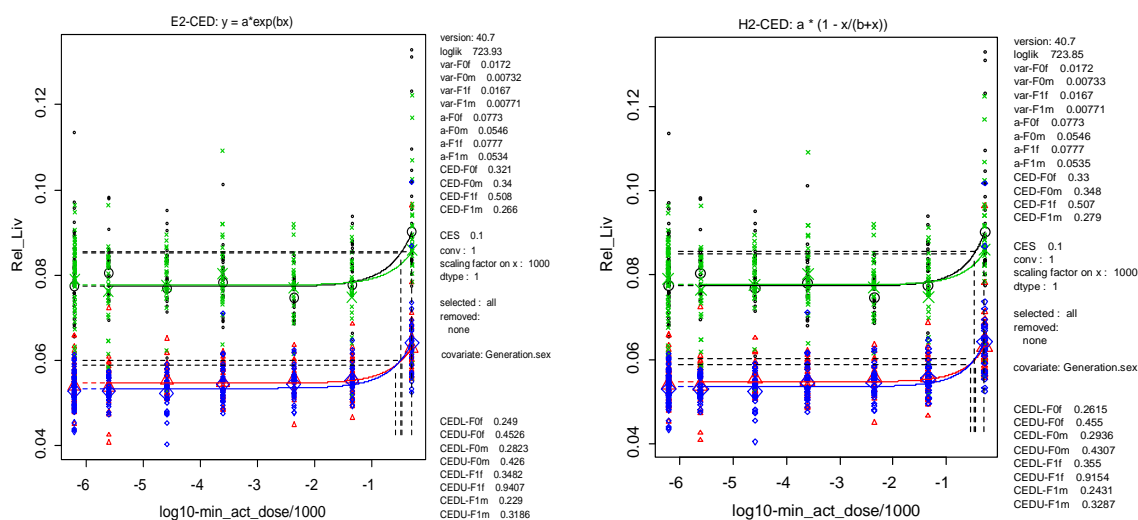 E2-CED: y = a*exp(bx)
Rel_Liv
0.12
0.10
0.08
0.06
0.04
-6
-5
-4
-3
-2
-1
log10-min_act_dose/1000
version: 40.7
loglik 723.93
var-F0f 0.0172
var-F0m 0.00732
var-F1f 0.0167
var-F1m 0.00771
a-F0f 0.0773
a-F0m 0.0546
a-F1f 0.0777
a-F1m 0.0534
CED-F0f 0.321
CED-F0m 0.34
CED-F1f 0.508
CED-F1m 0.266
CES 0.1
conv : 1
scaling factor on x : 1000
dtype : 1
selected : all
removed:
none
covariate: Generation.sex
CEDL-F0f 0.249
CEDU-F0f 0.4526
CEDL-F0m 0.2823
CEDU-F0m 0.426
CEDL-F1f 0.3482
CEDU-F1f 0.9407
CEDL-F1m 0.229
CEDU-F1m 0.3186
H2-CED: a * (1 - x/(b+x))
Rel_Liv
0.12
0.10
0.08
0.06
0.04
-6
-5
-4
-3
-2
-1
log10-min_act_dose/1000
version: 40.7
loglik 723.85
var-F0f 0.0172
var-F0m 0.00733
var-F1f 0.0167
var-F1m 0.00771
a-F0f 0.0773
a-F0m 0.0546
a-F1f 0.0777
a-F1m 0.0535
CED-F0f 0.33
CED-F0m 0.348
CED-F1f 0.507
CED-F1m 0.279
CES 0.1
conv : 1
scaling factor on x : 1000
dtype : 1
selected : all
removed:
none
covariate: Generation.sex
CEDL-F0f 0.2615
CEDU-F0f 0.455
CEDL-F0m 0.2936
CEDU-F0m 0.4307
CEDL-F1f 0.355
CEDU-F1f 0.9154
CEDL-F1m 0.2431
CEDU-F1m 0.3287